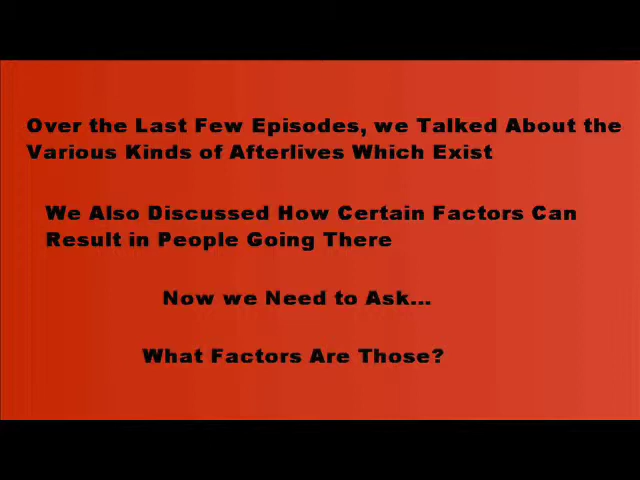 Over the Last Few Episodes, we Talked About the
Various Kinds of Afterlives Which Exist
We Also Discussed How Certain Factors Can
Result in People Going There
Now we Need to Ask...
What Factors Are Those?